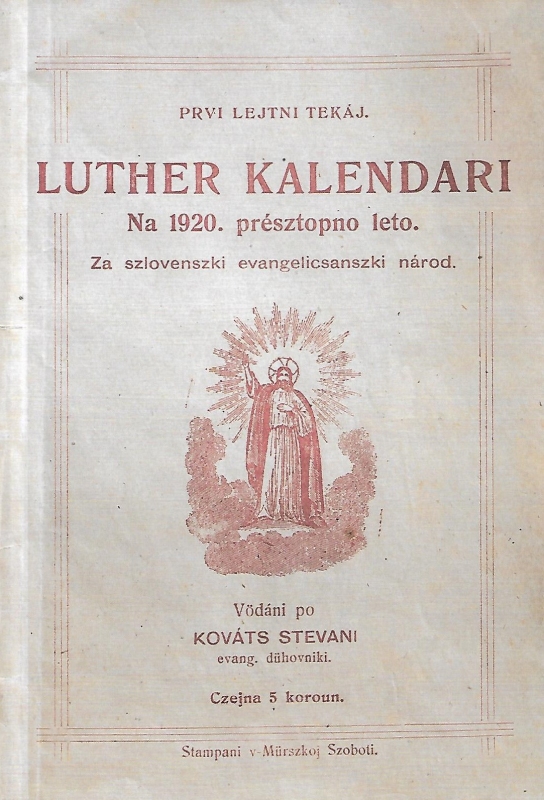 PRVI LEJTNI TEKÁJ.
LUTHER KALENDARI
Na 1920. présztopno leto.
Za szlovenszki evangelicsanszki národ.
Vödáni po
KOVÁTS STEVANI
evang. dühovniki.
Czejna 5 koroun.
Stampani v-Mürszkoj Szoboti.